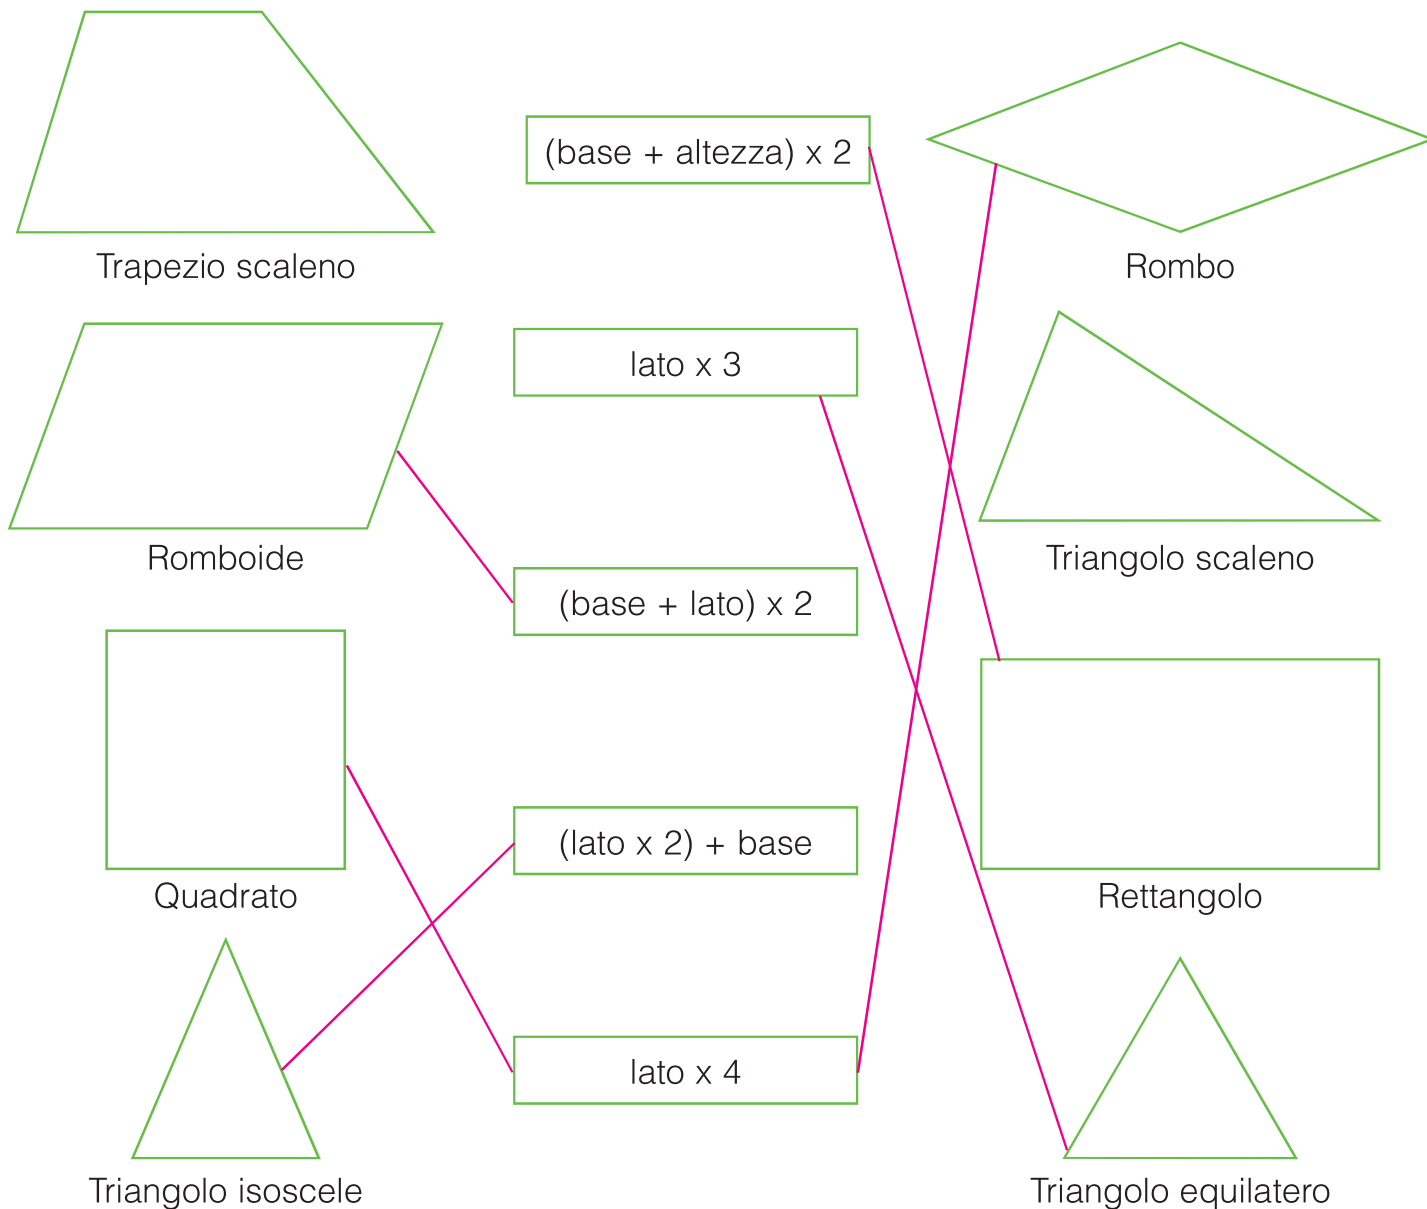 (base + altezza) x 2
Trapezio scaleno
Rombo
lato x 3
Romboide
Triangolo scaleno
(base + lato) x 2
(lato x 2) + base
Quadrato
Rettangolo
lato x 4
Triangolo isoscele
Triangolo equilatero